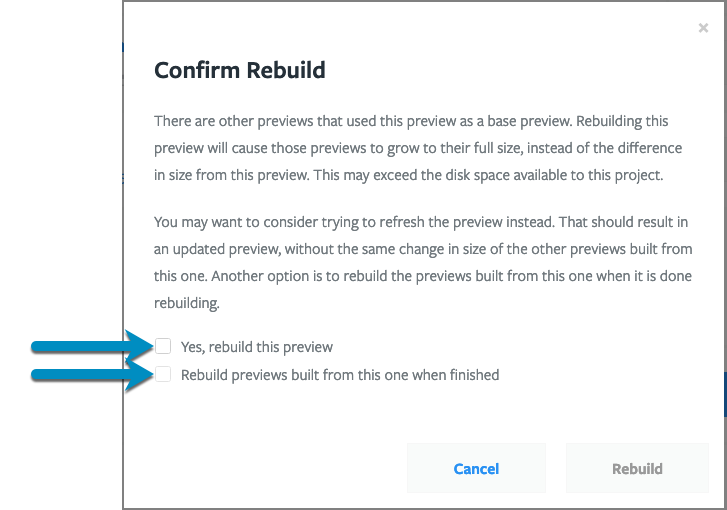 ×
Confirm Rebuild
There are other previews that used this preview as a base preview. Rebuilding this
preview will cause those previews to grow to their full size, instead of the difference
in size from this preview. This may exceed the disk space available to this project.
You may want to consider trying to refresh the preview instead. That should result in
an updated preview, without the same change in size of the other previews built from
this one. Another option is to rebuild the previews built from this one when it is done
rebuilding.
Yes, rebuild this preview
Rebuild previews built from this one when finished
Cancel Rebuild